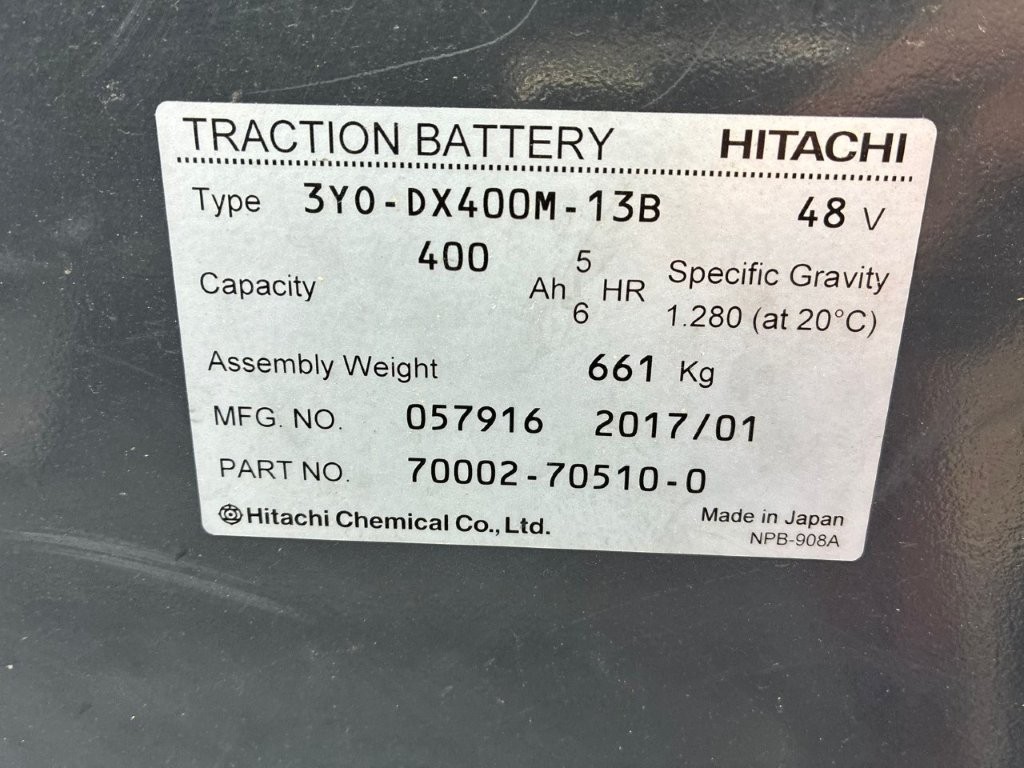 TRACTION BATTERY HITACHI
Type 3Y0-DX400M-13B 48 V
Capacity 400 Ah 5 HR Specific Gravity
6 1.280 (at 20°C)
Assembly Weight 661 Kg
MFG. NO. 057916 2017/01
PART NO. 70002-70510-0
Hitachi Chemical Co., Ltd. Made in Japan
NPB-908A